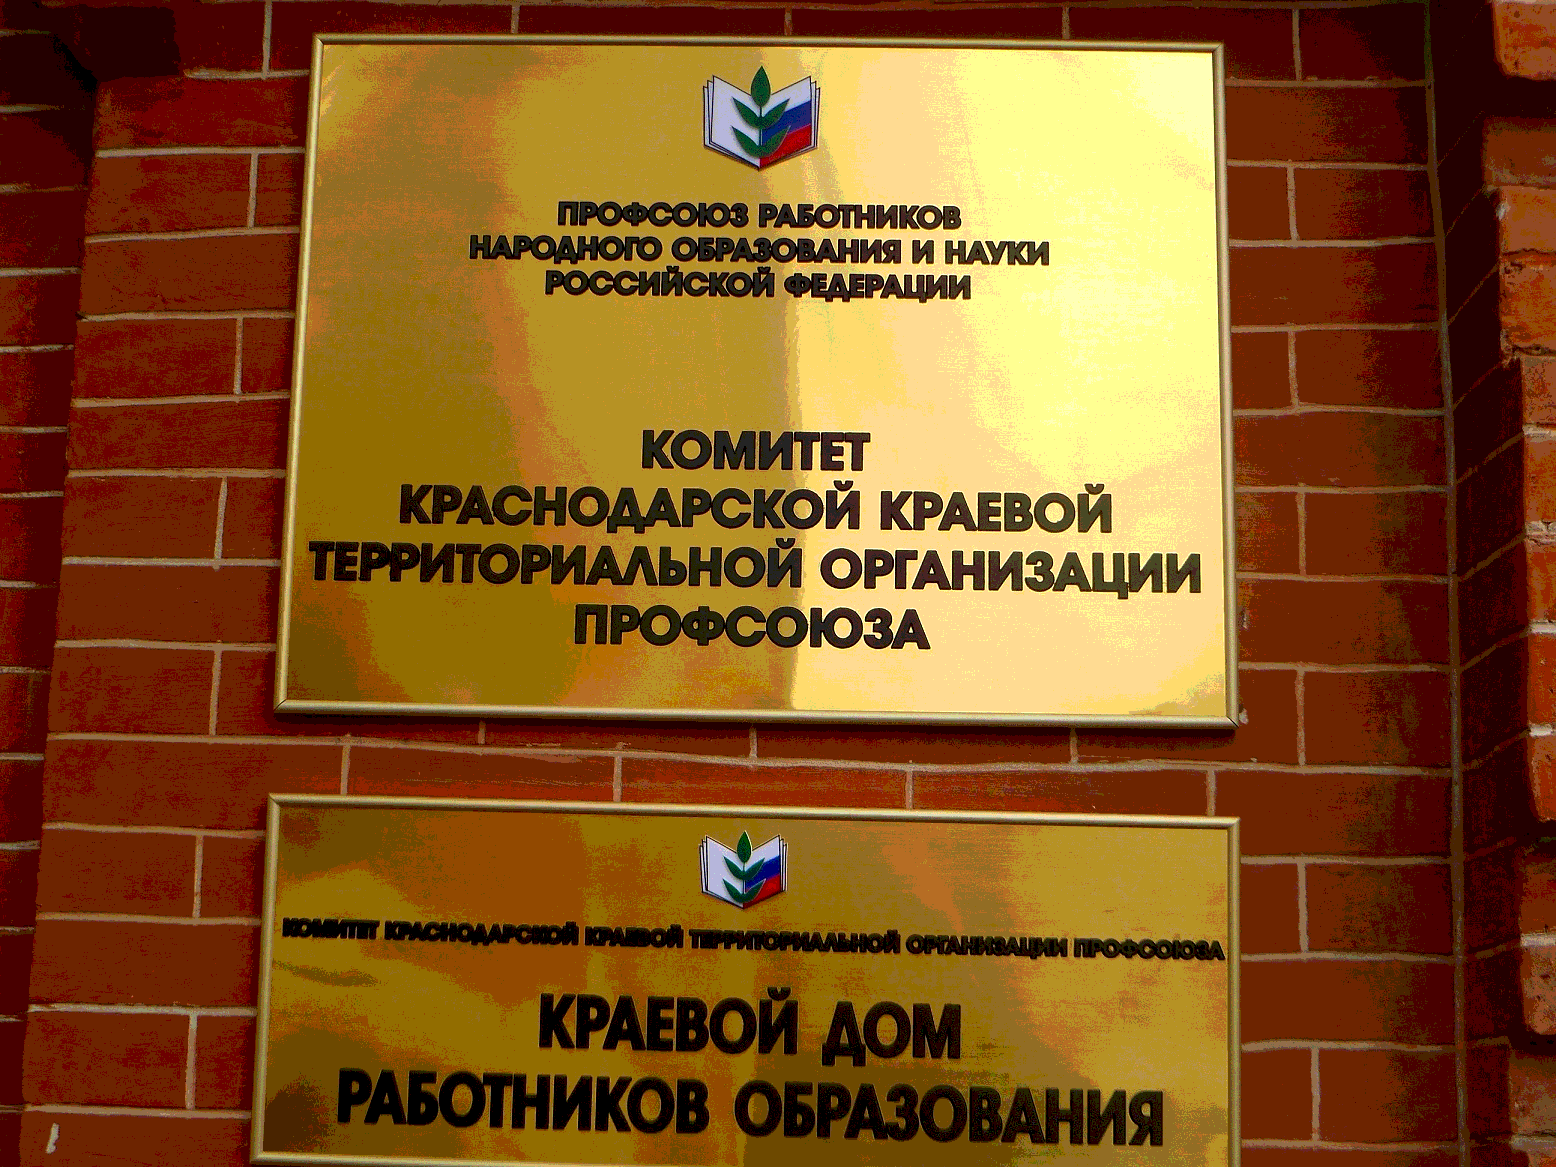 ПРОФСОЮЗ РАБОТНИКОВ
НАРОДНОГО ОБРАЗОВАНИЯ И НАУКИ
РОССИЙСКОЙ ФЕДЕРАЦИИ
КОМИТЕТ
КРАСНОДАРСКОЙ КРАЕВОЙ
ТЕРРИТОРИАЛЬНОЙ ОРГАНИЗАЦИИ
ПРОФСОЮЗА
КОМИТЕТ КРАСНОДАРСКОЙ КРАЕВОЙ ТЕРРИТОРИАЛЬНОЙ ОРГАНИЗАЦИИ ПРОФСОЮЗА
КРАЕВОЙ ДОМ
РАБОТНИКОВ ОБРАЗОВАНИЯ